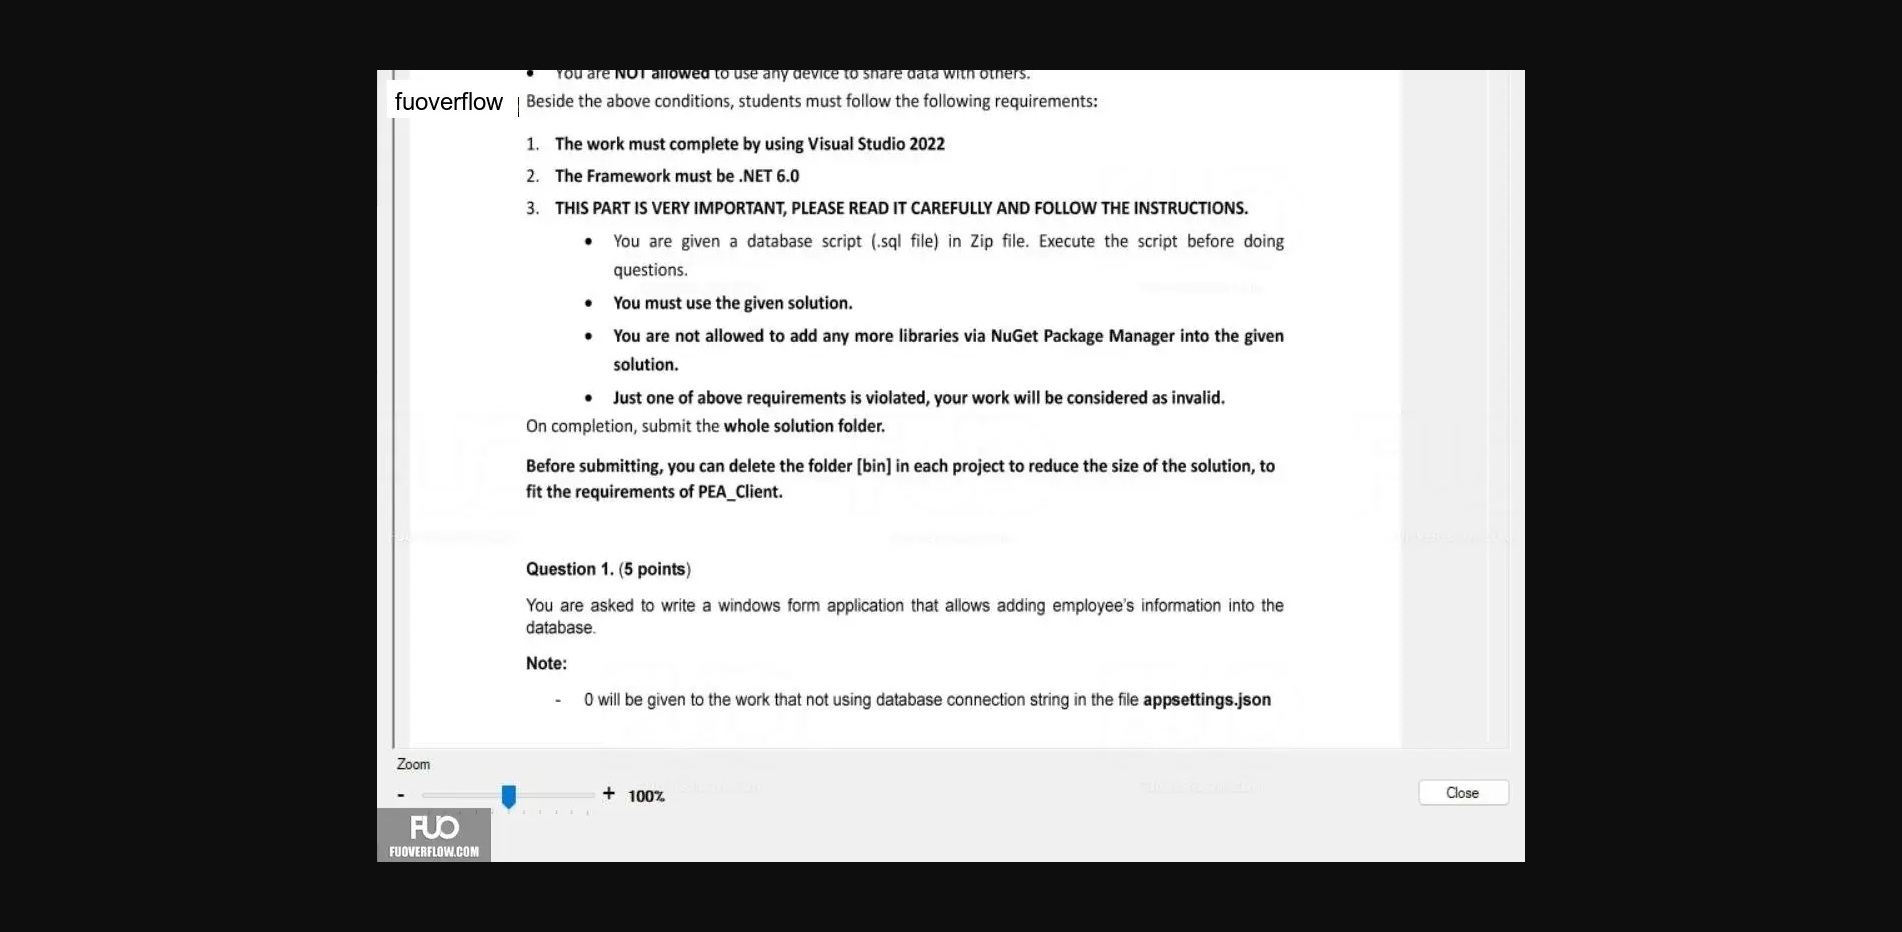 • You are NOT allowed to use any device to share data with others.
fuoverflow
Beside the above conditions, students must follow the following requirements:
1. The work must complete by using Visual Studio 2022
2. The Framework must be .NET 6.0
3. THIS PART IS VERY IMPORTANT, PLEASE READ IT CAREFULLY AND FOLLOW THE INSTRUCTIONS.
• You are given a database script (.sql file) in Zip file. Execute the script before doing
questions.
• You must use the given solution.
• You are not allowed to add any more libraries via NuGet Package Manager into the given
solution.
• Just one of above requirements is violated, your work will be considered as invalid.
On completion, submit the whole solution folder.
Before submitting, you can delete the folder [bin] in each project to reduce the size of the solution, to
fit the requirements of PEA_Client.
Question 1. (5 points)
You are asked to write a windows form application that allows adding employee's information into the
database.
Note:
- 0 will be given to the work that not using database connection string in the file appsettings.json
Zoom
- + 100%
Close
FUO
FUOVERFLOW.COM